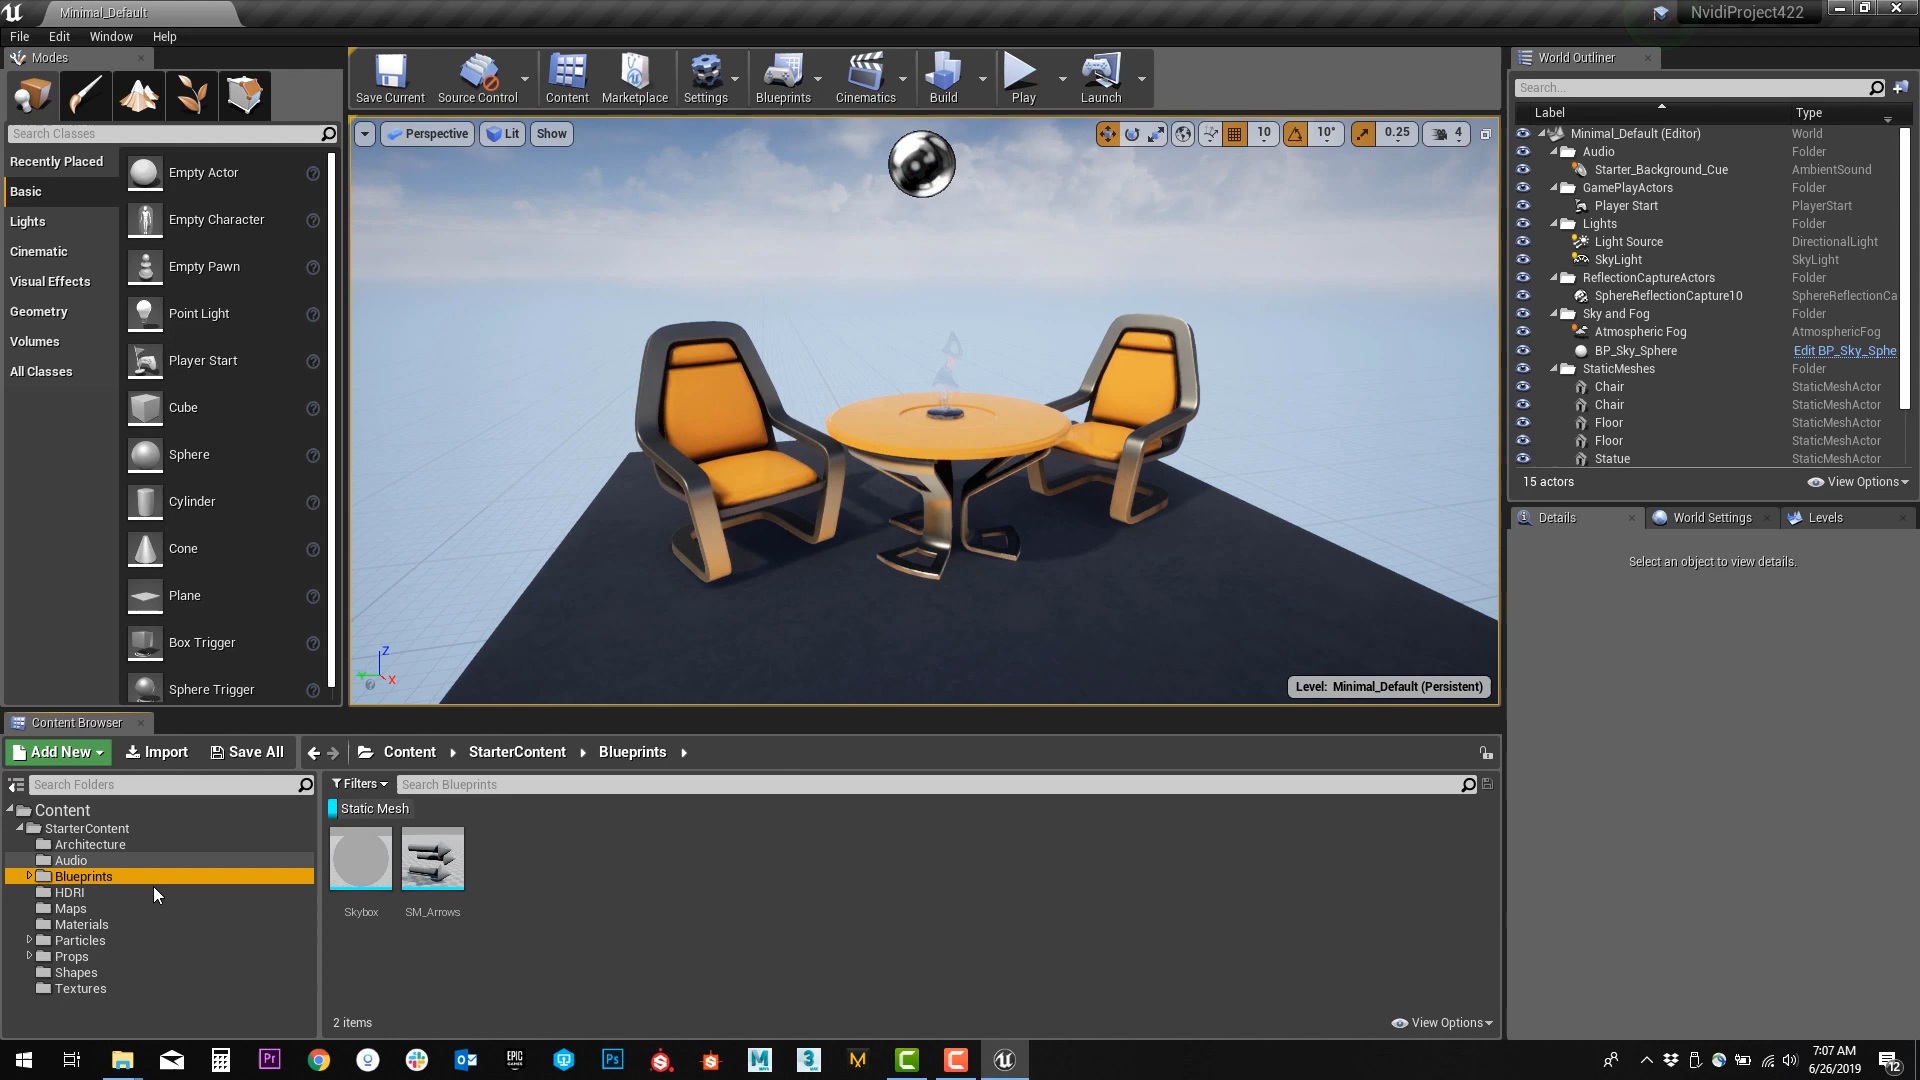 Minimal_Default
NvidiProject422
File Edit Window Help
Modes
Search Classes
Recently Placed
Basic
Lights
Cinematic
Visual Effects
Geometry
Volumes
All Classes
Empty Actor
Empty Character
Empty Pawn
Point Light
Player Start
Cube
Sphere
Cylinder
Cone
Plane
Box Trigger
Sphere Trigger
Save Current Source Control Content Marketplace Settings Blueprints Cinematics Build Play Launch
Perspective Lit Show
10 10° 0.25 4
Z
X
Level: Minimal_Default (Persistent)
World Outliner
Search...
Label Type
Minimal_Default (Editor) World
Audio Folder
Starter_Background_Cue AmbientSound
GamePlayActors Folder
Player Start PlayerStart
Lights Folder
Light Source DirectionalLight
SkyLight SkyLight
ReflectionCaptureActors Folder
SphereReflectionCapture10 SphereReflectionCa
Sky and Fog Folder
Atmospheric Fog AtmosphericFog
BP_Sky_Sphere Edit BP_Sky_Sphe
StaticMeshes Folder
Chair StaticMeshActor
Chair StaticMeshActor
Floor StaticMeshActor
Floor StaticMeshActor
Statue StaticMeshActor
15 actors View Options
Details World Settings Levels
Select an object to view details.
Content Browser
Add New Import Save All Content StarterContent Blueprints
Search Folders
Content
StarterContent
Architecture
Audio
Blueprints
HDRI
Maps
Materials
Particles
Props
Shapes
Textures
Filters Search Blueprints
Static Mesh
Skybox SM_Arrows
2 items View Options
Pr
EPIC
Ps
3
M
7:07 AM
6/26/2019
12